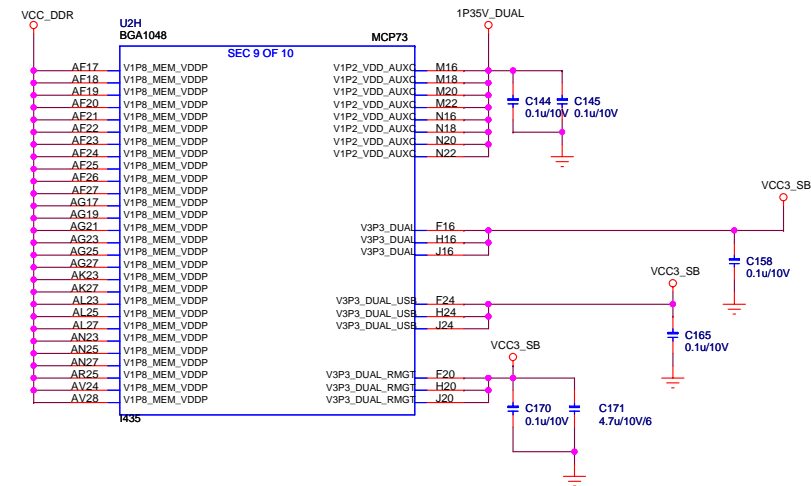 VCC_DDR
U2H
BGA1048
MCP73
1P35V_DUAL
SEC 9 OF 10
AF17 V1P8_MEM_VDDP V1P2_VDD_AUXC M16
AF18 V1P8_MEM_VDDP V1P2_VDD_AUXC M18
AF19 V1P8_MEM_VDDP V1P2_VDD_AUXC M20
AF20 V1P8_MEM_VDDP V1P2_VDD_AUXC M22
AF21 V1P8_MEM_VDDP V1P2_VDD_AUXC N16
AF22 V1P8_MEM_VDDP V1P2_VDD_AUXC N18
AF23 V1P8_MEM_VDDP V1P2_VDD_AUXC N20
AF24 V1P8_MEM_VDDP V1P2_VDD_AUXC N22
C144 C145
0.1u/10V 0.1u/10V
AF25 V1P8_MEM_VDDP
AF26 V1P8_MEM_VDDP
AF27 V1P8_MEM_VDDP
AG17 V1P8_MEM_VDDP
AG19 V1P8_MEM_VDDP
VCC3_SB
AG21 V1P8_MEM_VDDP V3P3_DUAL F16
AG23 V1P8_MEM_VDDP V3P3_DUAL H16
AG25 V1P8_MEM_VDDP V3P3_DUAL J16
C158
0.1u/10V
AG27 V1P8_MEM_VDDP
AK23 V1P8_MEM_VDDP
AK27 V1P8_MEM_VDDP
VCC3_SB
AL23 V1P8_MEM_VDDP V3P3_DUAL_USB F24
AL25 V1P8_MEM_VDDP V3P3_DUAL_USB H24
AL27 V1P8_MEM_VDDP V3P3_DUAL_USB J24
C165
0.1u/10V
AN23 V1P8_MEM_VDDP
AN25 V1P8_MEM_VDDP
AN27 V1P8_MEM_VDDP
VCC3_SB
AR25 V1P8_MEM_VDDP V3P3_DUAL_RMGT F20
AV24 V1P8_MEM_VDDP V3P3_DUAL_RMGT H20
AV28 V1P8_MEM_VDDP V3P3_DUAL_RMGT J20
C170 C171
0.1u/10V 4.7u/10V/6
I435